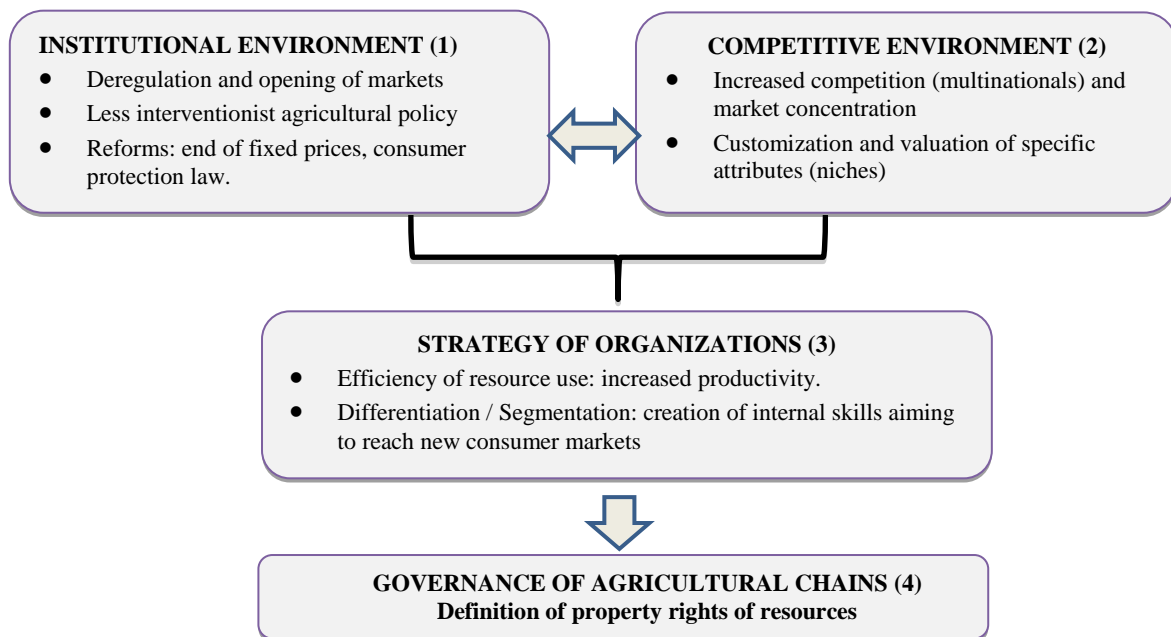 INSTITUTIONAL ENVIRONMENT (1)
● Deregulation and opening of markets
● Less interventionist agricultural policy
● Reforms: end of fixed prices, consumer
protection law.
COMPETITIVE ENVIRONMENT (2)
● Increased competition (multinationals) and
market concentration
● Customization and valuation of specific
attributes (niches)
STRATEGY OF ORGANIZATIONS (3)
● Efficiency of resource use: increased productivity.
● Differentiation / Segmentation: creation of internal skills aiming
to reach new consumer markets
GOVERNANCE OF AGRICULTURAL CHAINS (4)
Definition of property rights of resources